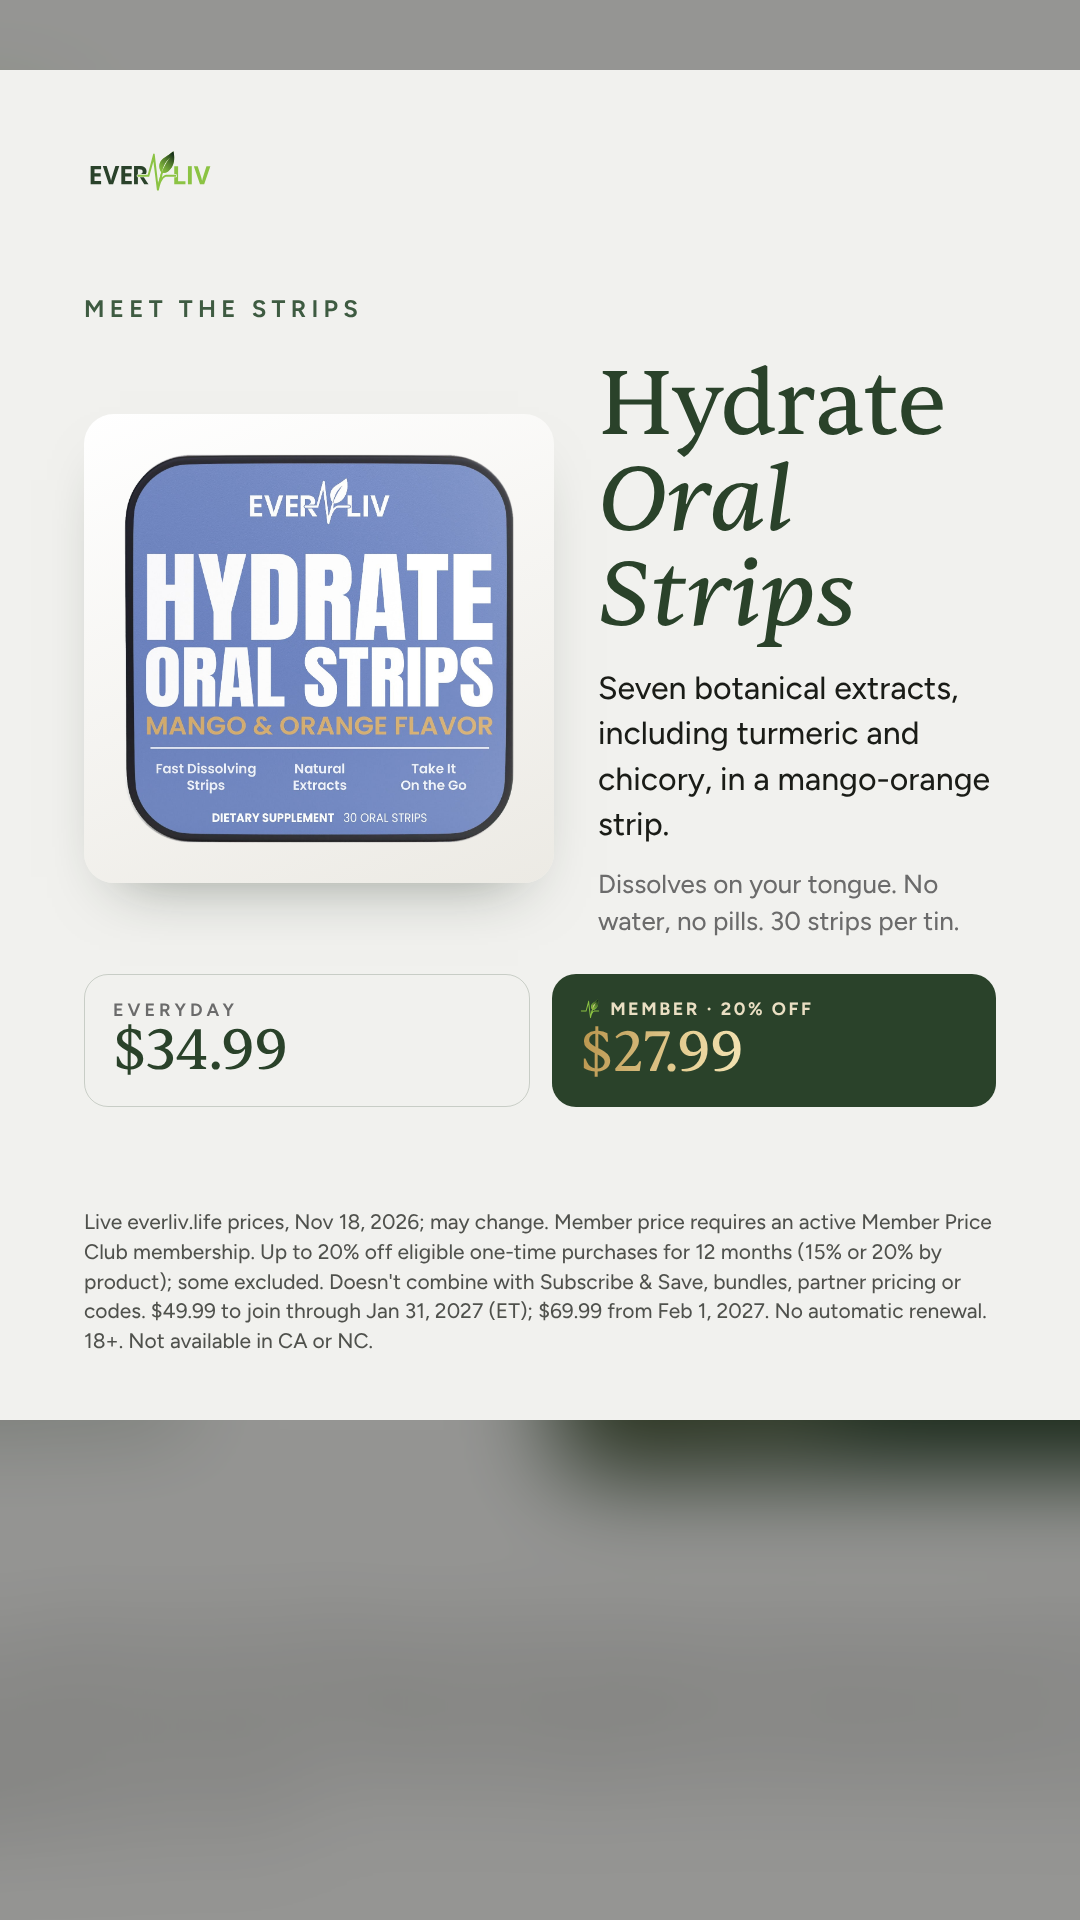 EVERLIV
MEET THE STRIPS
EVERLIV
HYDRATE
ORAL STRIPS
MANGO & ORANGE FLAVOR
Fast Dissolving
Strips
Natural
Extracts
Take It
On the Go
DIETARY SUPPLEMENT 30 ORAL STRIPS
Hydrate
Oral
Strips
Seven botanical extracts,
including turmeric and
chicory, in a mango-orange
strip.
Dissolves on your tongue. No
water, no pills. 30 strips per tin.
EVERYDAY
$34.99
MEMBER · 20% OFF
$27.99
Live everliv.life prices, Nov 18, 2026; may change. Member price requires an active Member Price
Club membership. Up to 20% off eligible one-time purchases for 12 months (15% or 20% by
product); some excluded. Doesn't combine with Subscribe & Save, bundles, partner pricing or
codes. $49.99 to join through Jan 31, 2027 (ET); $69.99 from Feb 1, 2027. No automatic renewal.
18+. Not available in CA or NC.